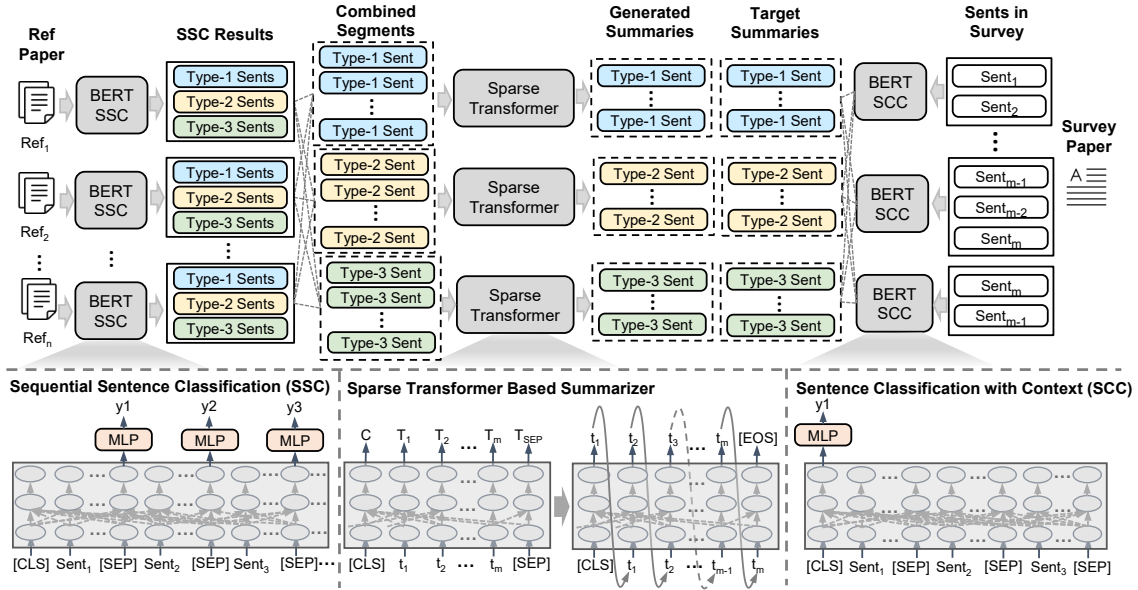 Ref
Paper
SSC Results
Combined
Segments
Generated
Summaries
Target
Summaries
Sents in
Survey
Ref1
BERT
SSC
Type-1 Sents
Type-2 Sents
Type-3 Sents
Type-1 Sent
Type-1 Sent
Type-1 Sent
Sparse
Transformer
Type-1 Sent
Type-1 Sent
Type-1 Sent
Type-1 Sent
BERT
SCC
Sent1
Sent2
Survey
Paper
A
Ref2
BERT
SSC
Type-1 Sents
Type-2 Sents
Type-3 Sents
Type-2 Sent
Type-2 Sent
Type-2 Sent
Sparse
Transformer
Type-2 Sent
Type-2 Sent
Type-2 Sent
Type-2 Sent
BERT
SCC
Sentm-1
Sentm-2
Sentm
Refn
BERT
SSC
Type-1 Sents
Type-2 Sents
Type-3 Sents
Type-3 Sent
Type-3 Sent
Type-3 Sent
Sparse
Transformer
Type-3 Sent
Type-3 Sent
Type-3 Sent
Type-3 Sent
BERT
SCC
Sentm
Sentm-1
Sequential Sentence Classification (SSC)
y1 y2 y3
MLP MLP MLP
[CLS] Sent1 [SEP] Sent2 [SEP] Sent3 [SEP]...
Sparse Transformer Based Summarizer
C T1 T2 ... Tm TSEP
[CLS] t1 t2 ... tm [SEP]
t1 t2 t3 ... tm [EOS]
[CLS] t1 t2 ... tm-1 tm
Sentence Classification with Context (SCC)
y1
MLP
[CLS] Sent1 [SEP] Sent2 [SEP] Sent3 [SEP]